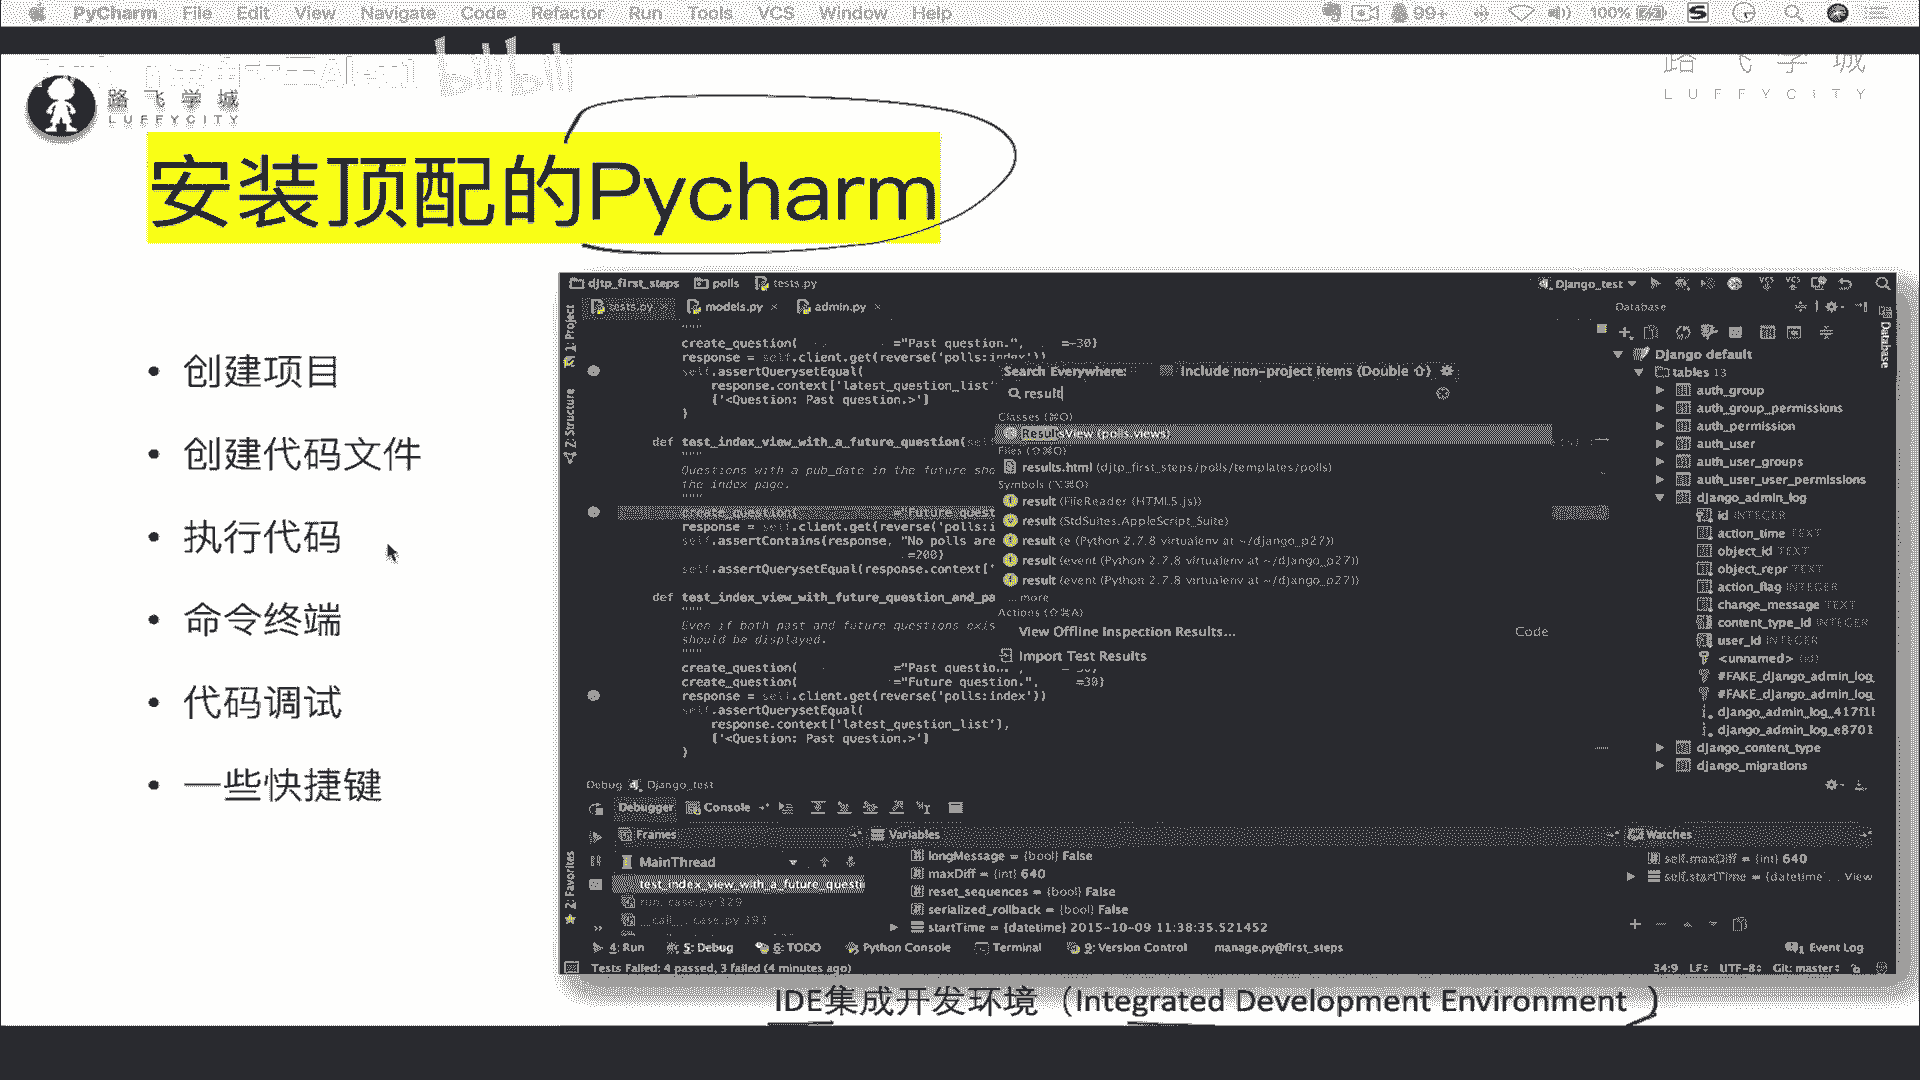 PyCharm File Edit View Navigate Code Refactor Run Tools VCS Window Help 99+ 100%
bilibili
路飞学城
LUFFYCITY
路飞学城
LUFFYCITY
安装顶配的Pycharm
• 创建项目
• 创建代码文件
• 执行代码
• 命令终端
• 代码调试
• 一些快捷键
djtp_first_steps polls tests.py Django_test
tests.py models.py admin.py Database
1: Project
Z: Structure
2: Favorites
Database
"""
create_question( ="Past question.", =-30)
response = self.client.get(reverse('polls:index'))
self.assertQuerysetEqual(
response.context['latest_question_list'
['<Question: Past question.>']
)
def test_index_view_with_a_future_question(self
"""
Questions with a pub_date in the future sho
the index page.
"""
create_question( ="Future quest
response = self.client.get(reverse('polls:i
self.assertContains(response, "No polls are
=200)
self.assertQuerysetEqual(response.context['
def test_index_view_with_future_question_and_pa
"""
Even if both past and future questions exis
should be displayed.
"""
create_question( ="Past question.", =-30)
create_question( ="Future question.", =30)
response = self.client.get(reverse('polls:index'))
self.assertQuerysetEqual(
response.context['latest_question_list'],
['<Question: Past question.>']
)
Search Everywhere: Include non-project items (Double ⇧)
result
Classes (⌘O)
ResultsView (polls.views)
Files (⇧⌘O)
results.html (djtp_first_steps/polls/templates/polls)
Symbols (⌥⌘O)
result (FileReader (HTML5.js))
result (StdSuites.AppleScript_Suite)
result (e (Python 2.7.8 virtualenv at ~/django_p27))
result (event (Python 2.7.8 virtualenv at ~/django_p27))
result (event (Python 2.7.8 virtualenv at ~/django_p27))
... more
Actions (⇧⌘A)
View Offline Inspection Results... Code
Import Test Results
Django default
tables 13
auth_group
auth_group_permissions
auth_permission
auth_user
auth_user_groups
auth_user_user_permissions
django_admin_log
id INTEGER
action_time TEXT
object_id TEXT
object_repr TEXT
action_flag INTEGER
change_message TEXT
content_type_id INTEGER
user_id INTEGER
<unnamed> (id)
#FAKE_django_admin_log_
#FAKE_django_admin_log_
django_admin_log_417f1
django_admin_log_e8701
django_content_type
django_migrations
Debug Django_test
Debugger Console
Frames Variables Watches
MainThread
test_index_view_with_a_future_questi
run, case.py:329
__call__, case.py:393
longMessage = {bool} False
maxDiff = {int} 640
reset_sequences = {bool} False
serialized_rollback = {bool} False
startTime = {datetime} 2015-10-09 11:38:35.521452
self.maxDiff = {int} 640
self.startTime = {datetime ... View
4: Run 5: Debug 6: TODO Python Console Terminal 9: Version Control manage.py@first_steps Event Log
Tests Failed: 4 passed, 3 failed (4 minutes ago) 34:9 LF UTF-8 Git: master
IDE集成开发环境（Integrated Development Environment ）